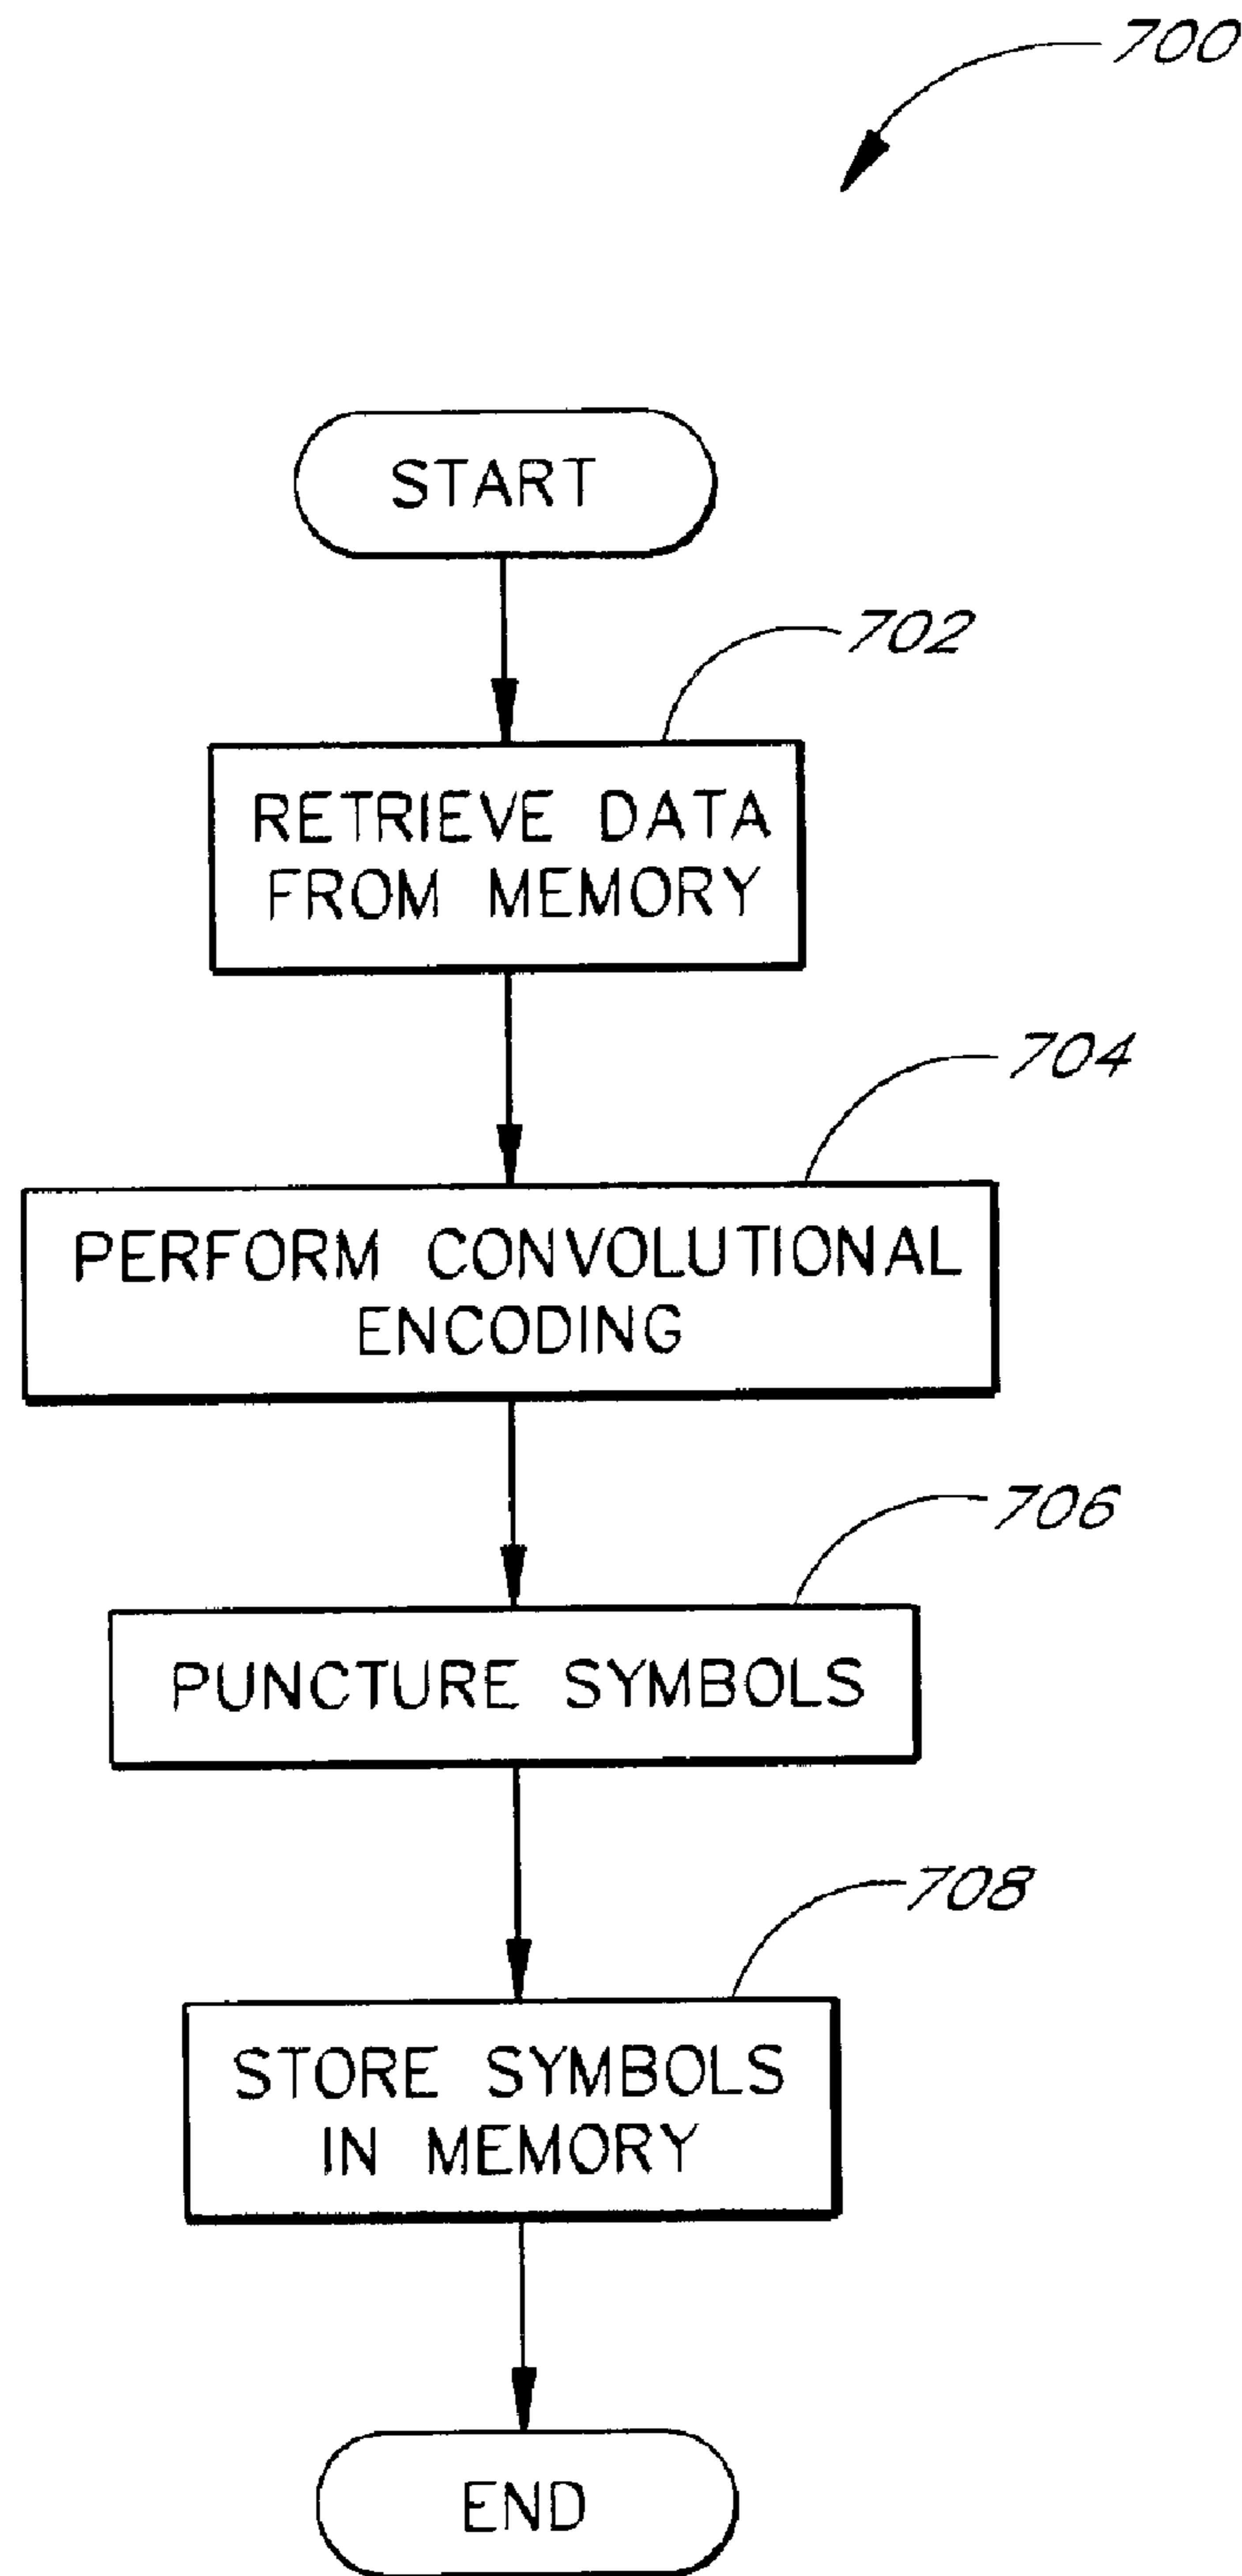 700
START
702
RETRIEVE DATA
FROM MEMORY
704
PERFORM CONVOLUTIONAL
ENCODING
706
PUNCTURE SYMBOLS
708
STORE SYMBOLS
IN MEMORY
END